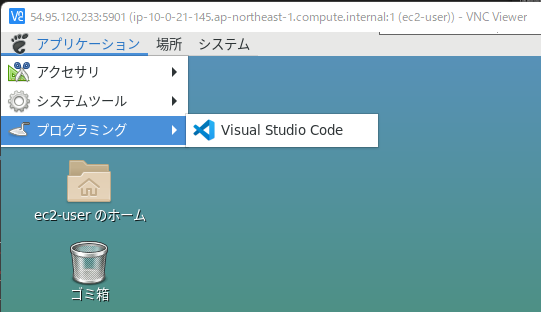 54.95.120.233:5901 (ip-10-0-21-145.ap-northeast-1.compute.internal:1 (ec2-user)) - VNC Viewer
アプリケーション 場所 システム
アクセサリ
システムツール
プログラミング
Visual Studio Code
ec2-user のホーム
ゴミ箱